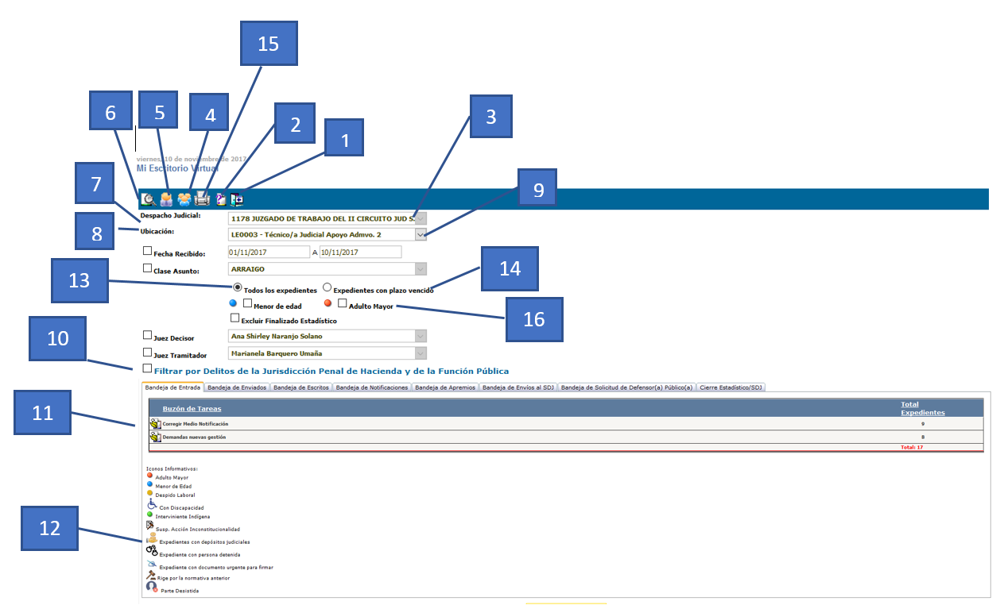 15
6
5
4
2
1
3
viernes, 10 de noviembre de 2017
Mi Escritorio Virtual
7
9
Despacho Judicial:
1178 JUZGADO DE TRABAJO DEL II CIRCUITO JUD S.
8
Ubicación:
LE0003 - Técnico/a Judicial Apoyo Admvo. 2
Fecha Recibido:
01/11/2017 A 10/11/2017
Clase Asunto:
ARRAIGO
13
14
Todos los expedientes Expedientes con plazo vencido
Menor de edad Adulto Mayor
Excluir Finalizado Estadístico
16
10
Juez Decisor
Ana Shirley Naranjo Solano
Juez Tramitador
Marianela Barquero Umaña
Filtrar por Delitos de la Jurisdicción Penal de Hacienda y de la Función Pública
Bandeja de Entrada Bandeja de Enviados Bandeja de Escritos Bandeja de Notificaciones Bandeja de Apremios Bandeja de Envíos al SDJ Bandeja de Solicitud de Defensor(a) Público(a) Cierre Estadístico/SDJ
11
Buzón de Tareas
Total
Expedientes
Corregir Medio Notificación 9
Demandas nuevas gestión 8
Total: 17
Iconos Informativos:
Adulto Mayor
Menor de Edad
Despido Laboral
Con Discapacidad
Interviniente Indígena
12
Susp. Acción Inconstitucionalidad
Expedientes con depósitos judiciales
Expediente con persona detenida
Expediente con documento urgente para firmar
Rige por la normativa anterior
Parte Desistida